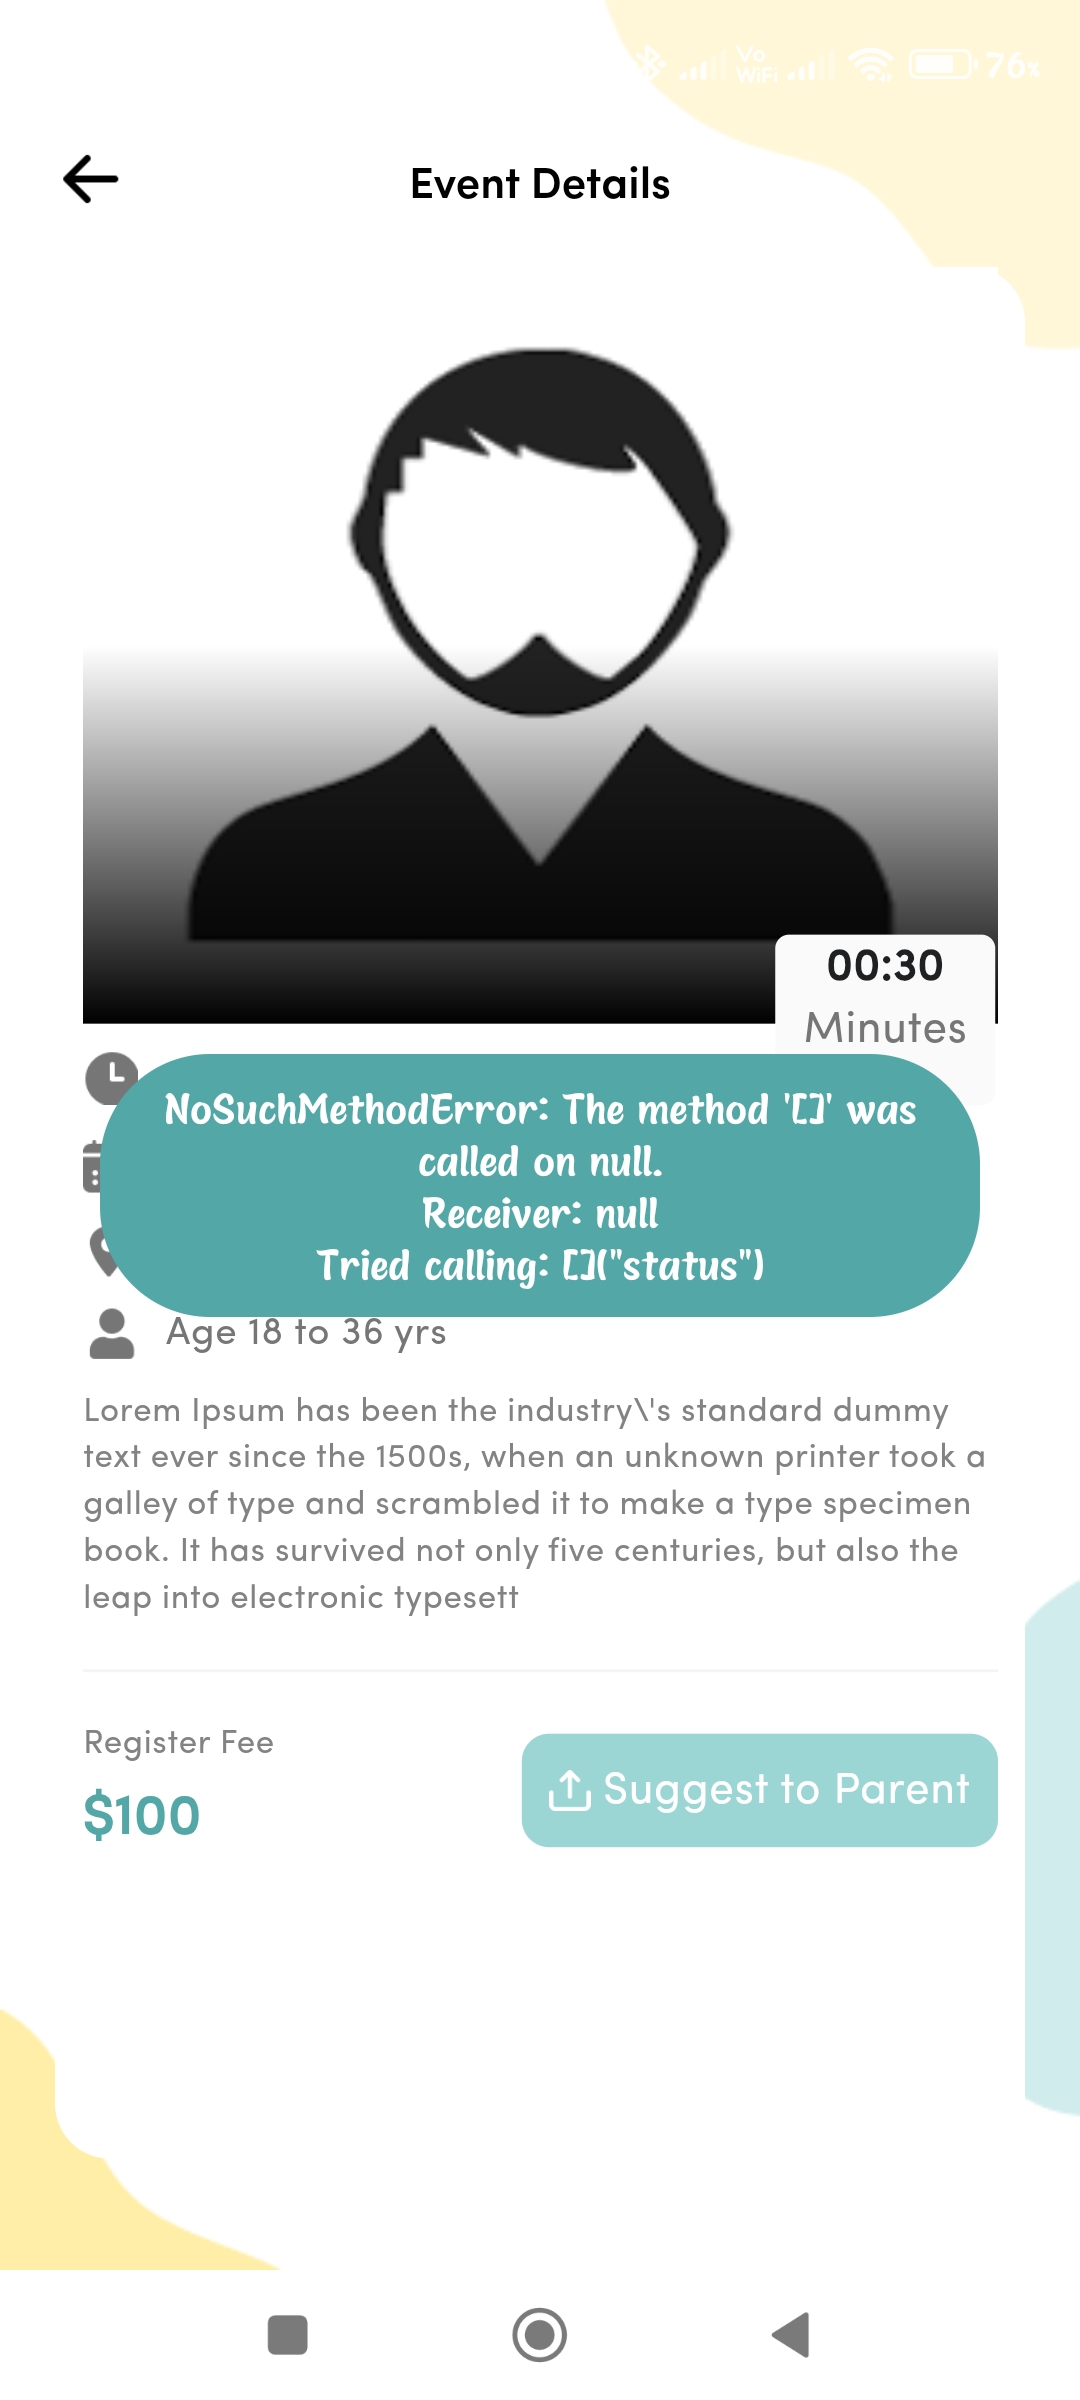 Vo
WiFi
76%
Event Details
00:30
Minutes
NoSuchMethodError: The method '[]' was
called on null.
Receiver: null
Tried calling: []("status")
Age 18 to 36 yrs
Lorem Ipsum has been the industry\'s standard dummy
text ever since the 1500s, when an unknown printer took a
galley of type and scrambled it to make a type specimen
book. It has survived not only five centuries, but also the
leap into electronic typesett
Register Fee
$100
Suggest to Parent